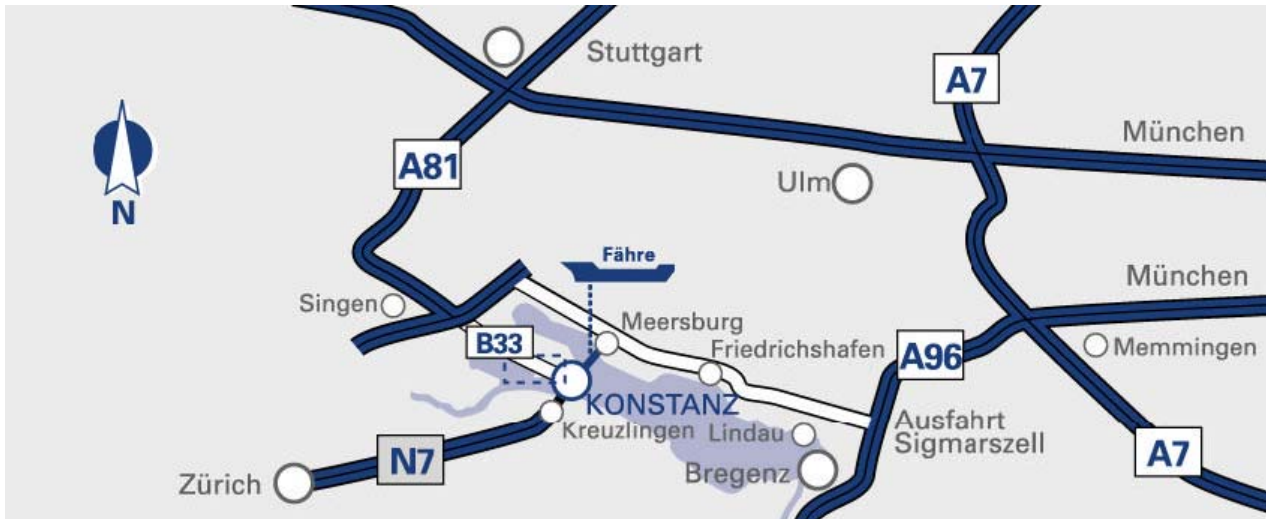 Stuttgart
A7
München
A81
Ulm
N
Fähre
München
Singen
Meersburg
B33
Friedrichshafen
A96
Memmingen
KONSTANZ
Ausfahrt
Sigmarszell
Kreuzlingen
Lindau
N7
A7
Bregenz
Zürich